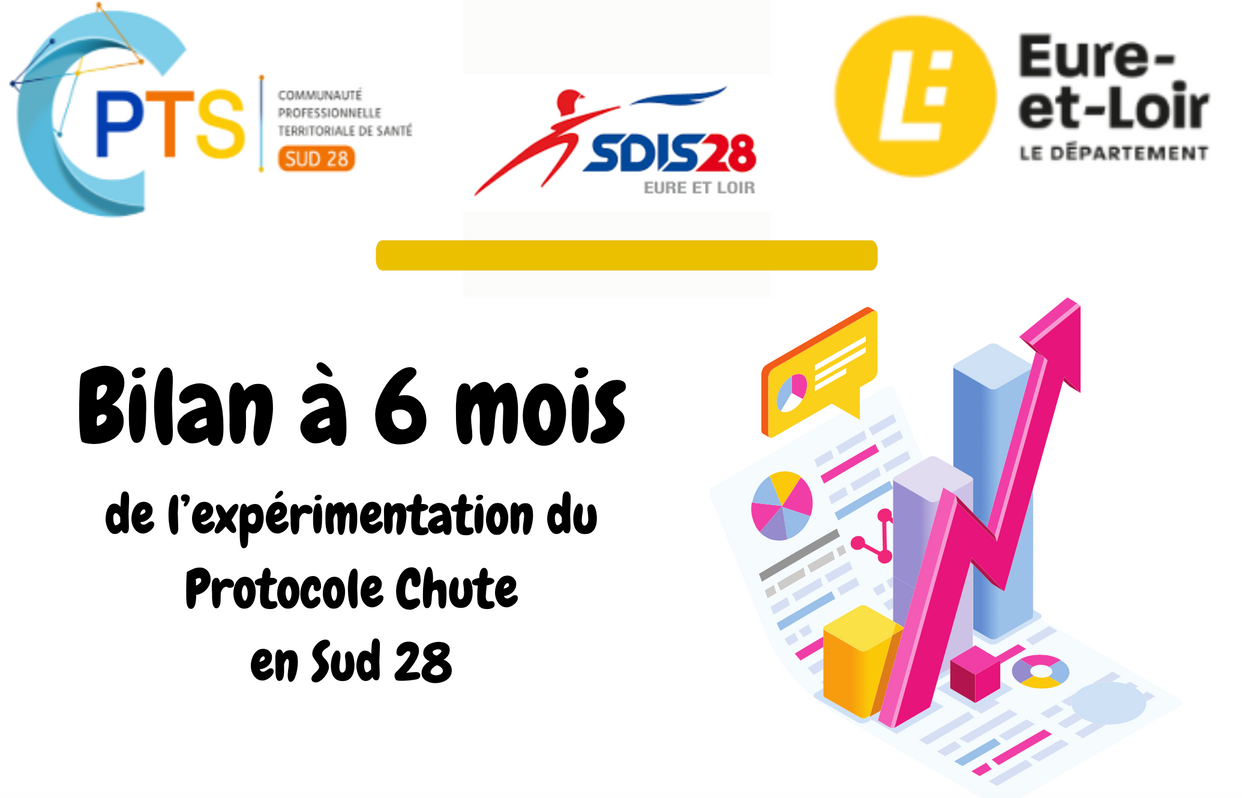 CPTS
COMMUNAUTÉ
PROFESSIONNELLE
TERRITORIALE DE SANTÉ
SUD 28
SDIS28
EURE ET LOIR
Eure-
et-Loir
LE DÉPARTEMENT
Bilan à 6 mois
de l’expérimentation du
Protocole Chute
en Sud 28